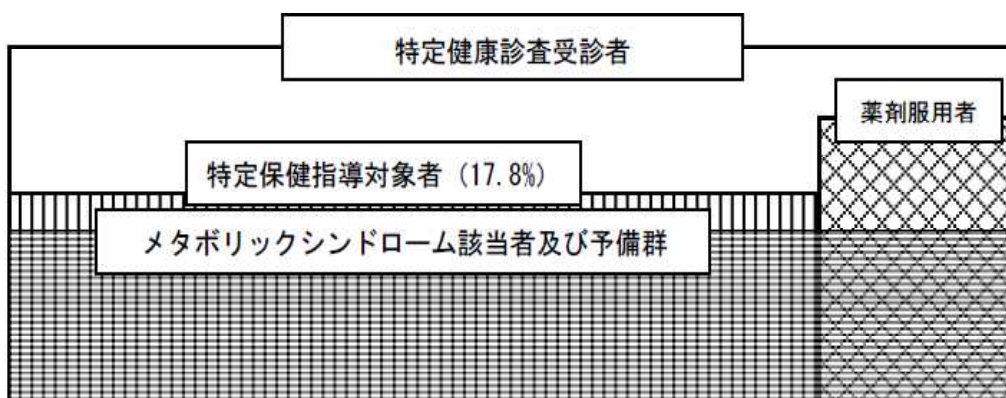 特定健康診査受診者
薬剤服用者
特定保健指導対象者 (17.8%)
メタボリックシンドローム該当者及び予備群